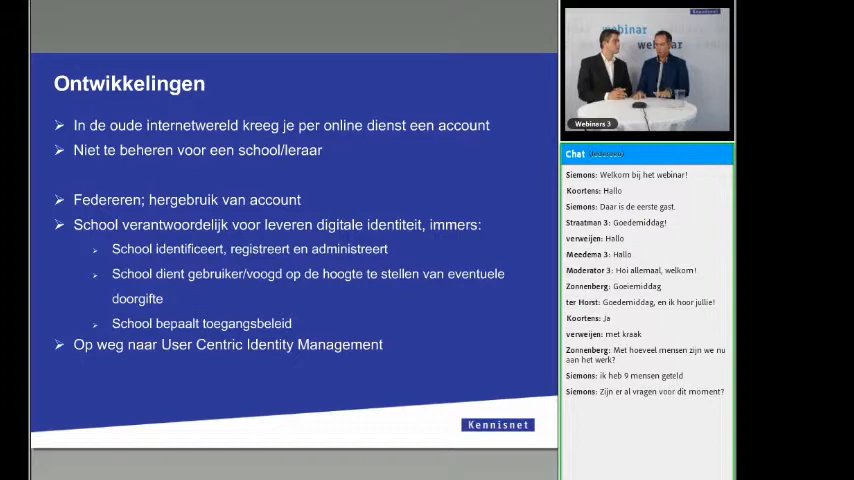 Ontwikkelingen
In de oude internetwereld kreeg je per online dienst een account
Niet te beheren voor een school/leraar
Federeren; hergebruik van account
School verantwoordelijk voor leveren digitale identiteit, immers:
School identificeert, registreert en administreert
School dient gebruiker/voogd op de hoogte te stellen van eventuele
doorgifte
School bepaalt toegangsbeleid
Op weg naar User Centric Identity Management
Kennisnet
Kennisnet
webinar
webinar
Webiners 3
Chat (Iedereen)
Siemons: Welkom bij het webinar!
Koortens: Hallo
Siemons: Daar is de eerste gast.
Straatman 3: Goedemiddag!
verweijen: Hallo
Meedema 3: Hallo
Moderator 3: Hoi allemaal, welkom!
Zonnenberg: Goeiemiddag
ter Horst: Goedemiddag, en ik hoor jullie!
Koortens: Ja
verweijen: met kraak
Zonnenberg: Met hoeveel mensen zijn we nu
aan het werk?
Siemons: ik heb 9 mensen geteld
Siemons: Zijn er al vragen voor dit moment?